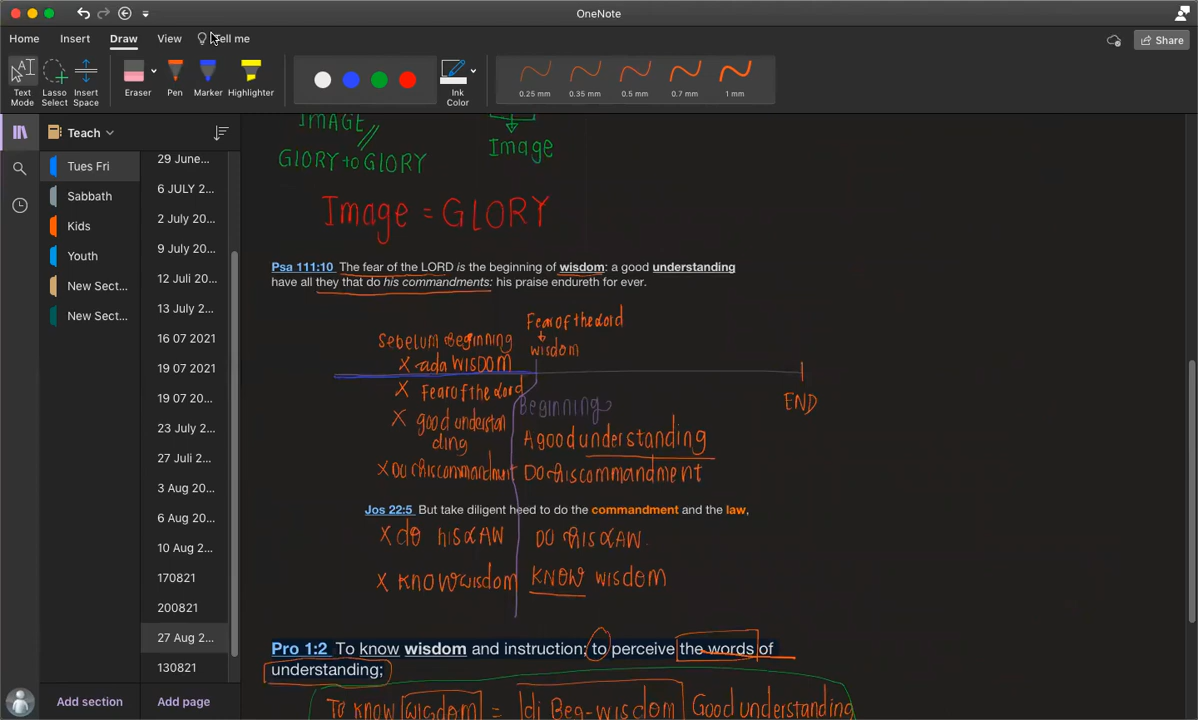 OneNote
Home Insert Draw View Tell me
Share
Text Mode
Lasso Select
Insert Space
Eraser
Pen
Marker
Highlighter
Ink Color
0.25 mm
0.35 mm
0.5 mm
0.7 mm
1 mm
Teach
Tues Fri
Sabbath
Kids
Youth
New Sect...
New Sect...
Add section
29 June...
6 JULY 2...
2 July 20...
9 July 20...
12 Juli 20...
13 July 2...
16 07 2021
19 07 2021
19 07 20...
23 July 2...
27 Juli 2...
3 Aug 20...
6 Aug 20...
10 Aug 2...
170821
200821
27 Aug 2...
130821
Add page
IMAGE
GLORY to GLORY
Image
Image = GLORY
Psa 111:10 The fear of the LORD is the beginning of wisdom: a good understanding
have all they that do his commandments: his praise endureth for ever.
Sebelum Beginning
X ada WISDOM
X Fear of the Lord
X good understan
ding
X DO his commandment
Fear of the Lord
wisdom
Beginning
END
A good understanding
Do his commandment
Jos 22:5 But take diligent heed to do the commandment and the law,
X do his LAW
DO his LAW.
X KNOW wisdom
KNOW wisdom
Pro 1:2 To know wisdom and instruction; to perceive the words of
understanding;
To know wisdom = di Beg-wisdom Good understanding